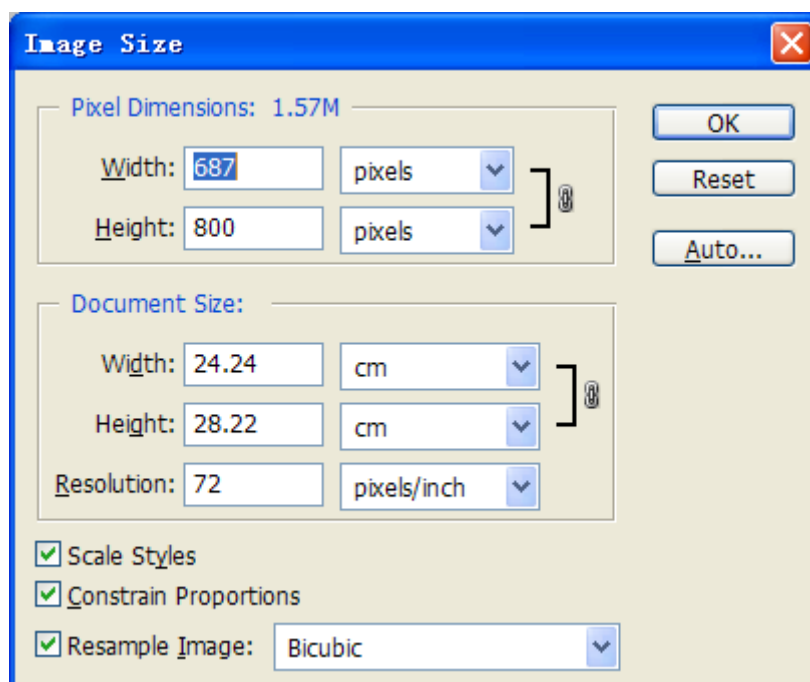 Image Size
Pixel Dimensions: 1.57M
OK
Width: 687 pixels
Reset
Height: 800 pixels
Auto...
Document Size:
Width: 24.24 cm
Height: 28.22 cm
Resolution: 72 pixels/inch
Scale Styles
Constrain Proportions
Resample Image: Bicubic